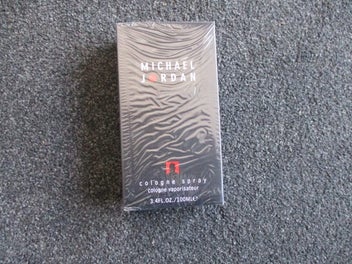 MICHAEL
JORDAN
cologne spray
cologne vaporisateur
3.4FL.OZ./100ML℮